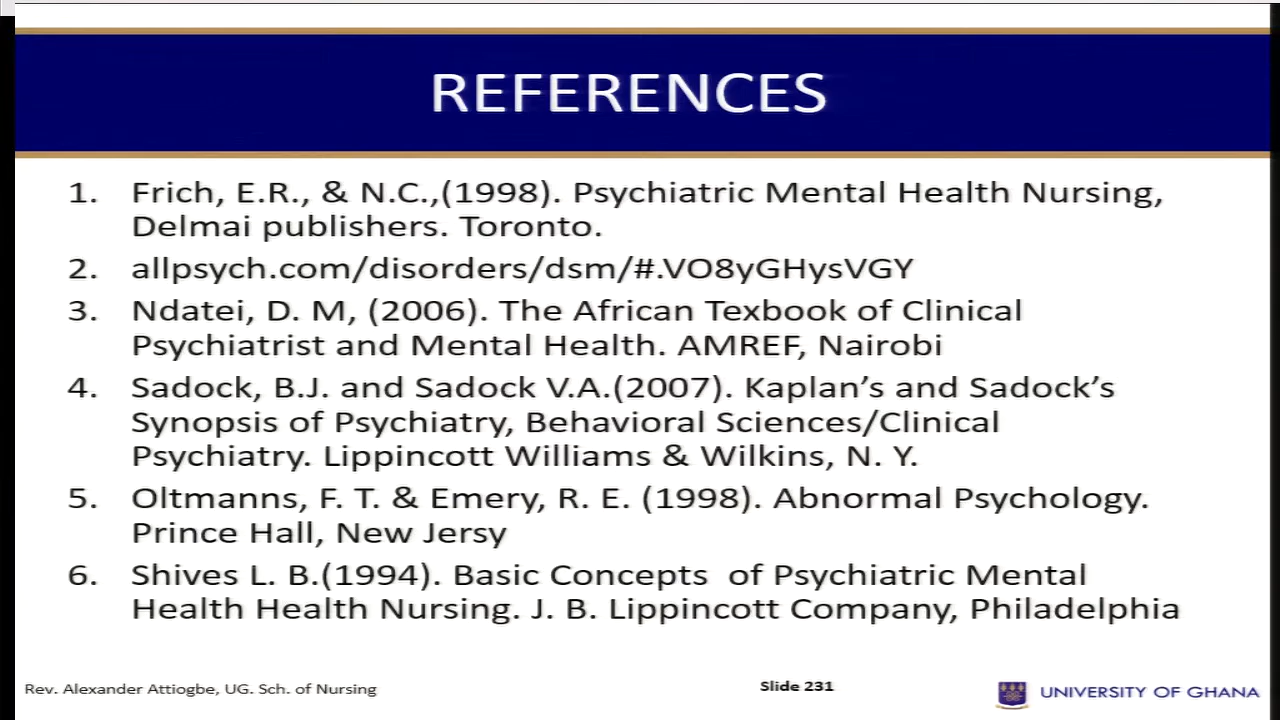 REFERENCES
1. Frich, E.R., & N.C.,(1998). Psychiatric Mental Health Nursing,
Delmai publishers. Toronto.
2. allpsych.com/disorders/dsm/#.VO8yGHysVGY
3. Ndatei, D. M, (2006). The African Texbook of Clinical
Psychiatrist and Mental Health. AMREF, Nairobi
4. Sadock, B.J. and Sadock V.A.(2007). Kaplan’s and Sadock’s
Synopsis of Psychiatry, Behavioral Sciences/Clinical
Psychiatry. Lippincott Williams & Wilkins, N. Y.
5. Oltmanns, F. T. & Emery, R. E. (1998). Abnormal Psychology.
Prince Hall, New Jersy
6. Shives L. B.(1994). Basic Concepts  of Psychiatric Mental
Health Health Nursing. J. B. Lippincott Company, Philadelphia
Rev. Alexander Attiogbe, UG. Sch. of Nursing
Slide 231
UNIVERSITY OF GHANA